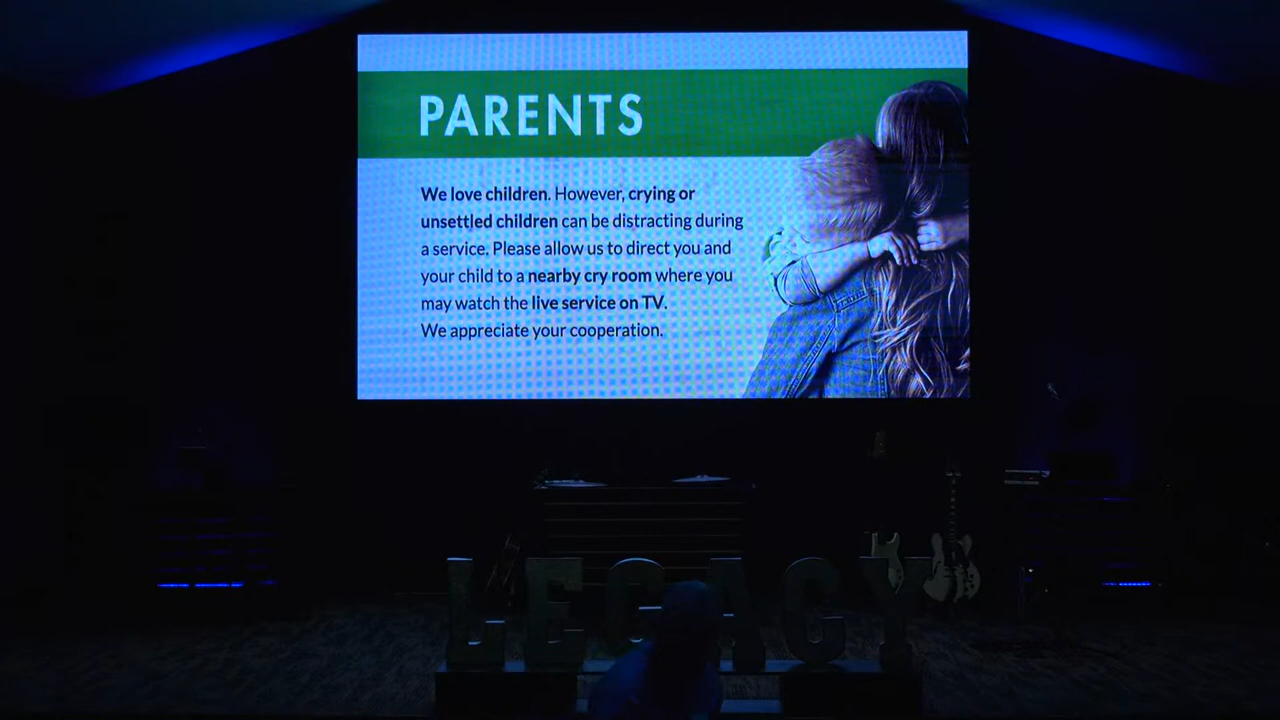 PARENTS
We love children. However, crying or
unsettled children can be distracting during
a service. Please allow us to direct you and
your child to a nearby cry room where you
may watch the live service on TV.
We appreciate your cooperation.
LEGACY